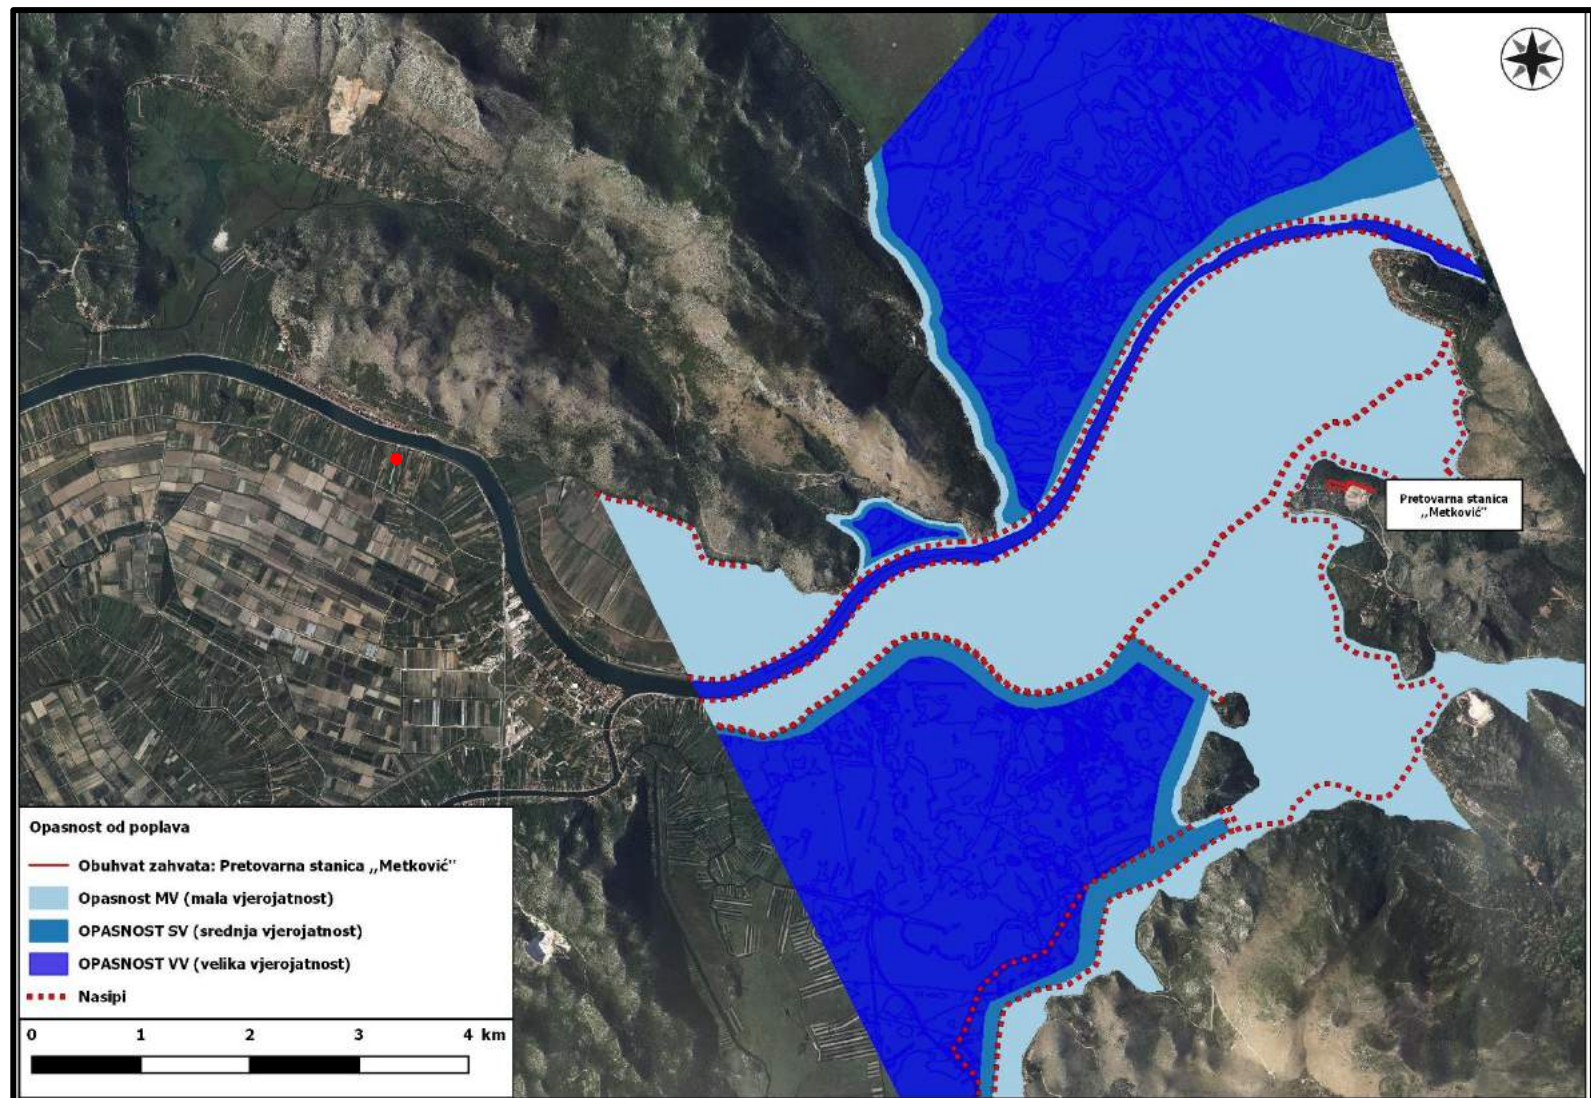 Pretovarna stanica
„Metković"
Opasnost od poplava
Obuhvat zahvata: Pretovarna stanica „Metković"
Opasnost MV (mala vjerojatnost)
OPASNOST SV (srednja vjerojatnost)
OPASNOST VV (velika vjerojatnost)
Nasipi
0 1 2 3 4 km